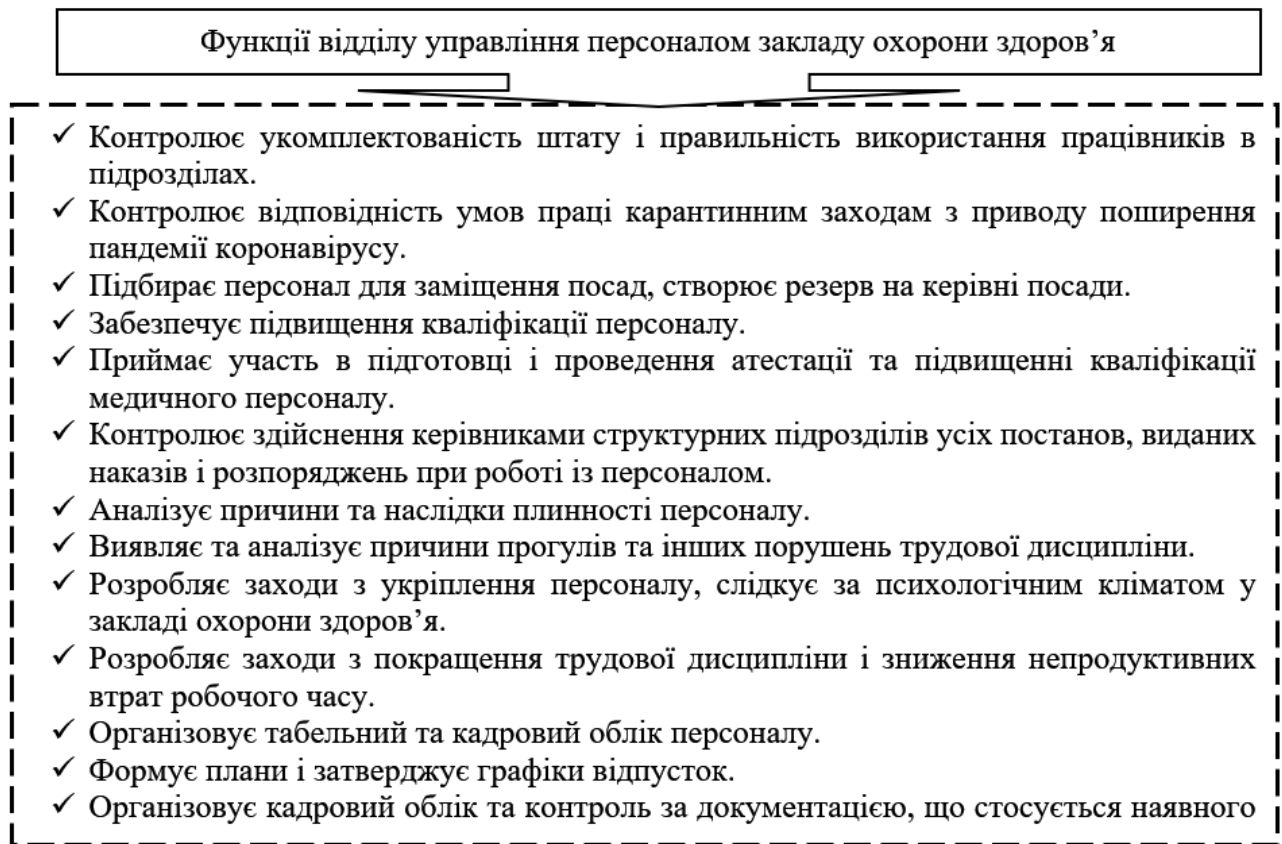 Функції відділу управління персоналом закладу охорони здоров’я
✓ Контролює укомплектованість штату і правильність використання працівників в
підрозділах.
✓ Контролює відповідність умов праці карантинним заходам з приводу поширення
пандемії коронавірусу.
✓ Підбирає персонал для заміщення посад, створює резерв на керівні посади.
✓ Забезпечує підвищення кваліфікації персоналу.
✓ Приймає участь в підготовці і проведення атестації та підвищенні кваліфікації
медичного персоналу.
✓ Контролює здійснення керівниками структурних підрозділів усіх постанов, виданих
наказів і розпоряджень при роботі із персоналом.
✓ Аналізує причини та наслідки плинності персоналу.
✓ Виявляє та аналізує причини прогулів та інших порушень трудової дисципліни.
✓ Розробляє заходи з укріплення персоналу, слідкує за психологічним кліматом у
закладі охорони здоров’я.
✓ Розробляє заходи з покращення трудової дисципліни і зниження непродуктивних
втрат робочого часу.
✓ Організовує табельний та кадровий облік персоналу.
✓ Формує плани і затверджує графіки відпусток.
✓ Організовує кадровий облік та контроль за документацією, що стосується наявного